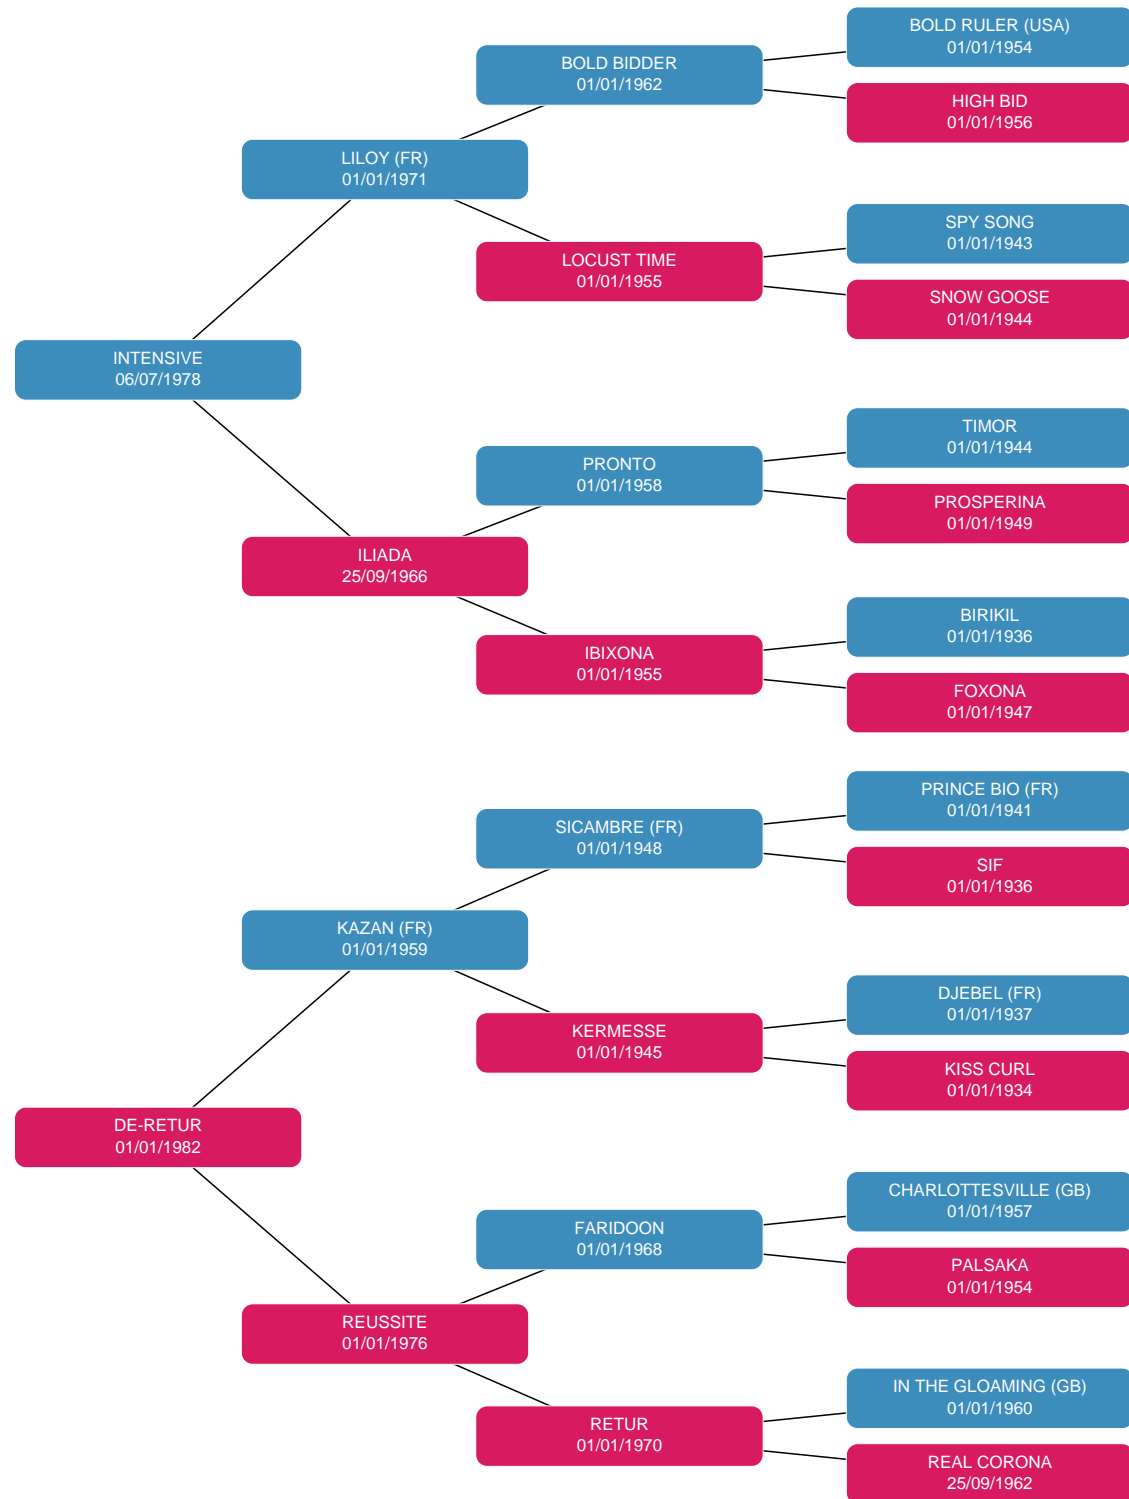 BOLD RULER (USA)
01/01/1954
BOLD BIDDER
01/01/1962
HIGH BID
01/01/1956
LILOY (FR)
01/01/1971
SPY SONG
01/01/1943
LOCUST TIME
01/01/1955
SNOW GOOSE
01/01/1944
INTENSIVE
06/07/1978
TIMOR
01/01/1944
PRONTO
01/01/1958
PROSPERINA
01/01/1949
ILIADA
25/09/1966
BIRIKIL
01/01/1936
IBIXONA
01/01/1955
FOXONA
01/01/1947
PRINCE BIO (FR)
01/01/1941
SICAMBRE (FR)
01/01/1948
SIF
01/01/1936
KAZAN (FR)
01/01/1959
DJEBEL (FR)
01/01/1937
KERMESSE
01/01/1945
KISS CURL
01/01/1934
DE-RETUR
01/01/1982
CHARLOTTESVILLE (GB)
01/01/1957
FARIDOON
01/01/1968
PALSAKA
01/01/1954
REUSSITE
01/01/1976
IN THE GLOAMING (GB)
01/01/1960
RETUR
01/01/1970
REAL CORONA
25/09/1962